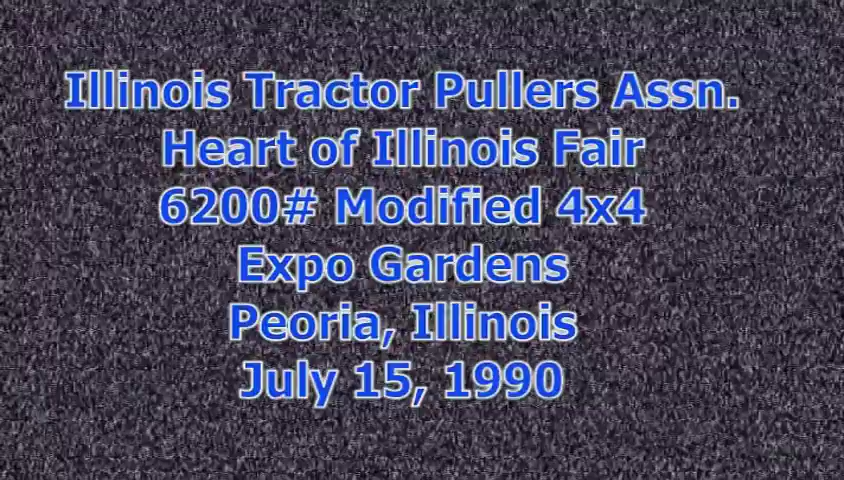 Illinois Tractor Pullers Assn.
Heart of Illinois Fair
6200# Modified 4x4
Expo Gardens
Peoria, Illinois
July 15, 1990